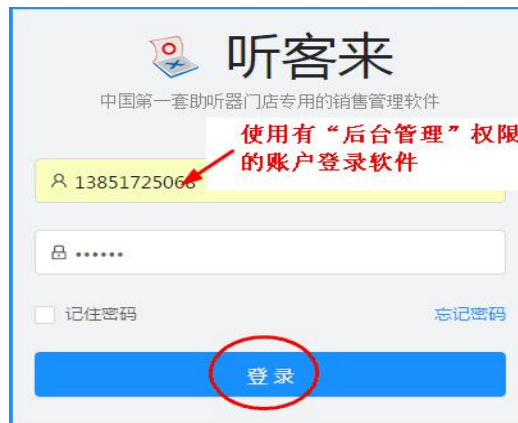 听客来
中国第一套助听器门店专用的销售管理软件
使用有“后台管理”权限
的账户登录软件
13851725068
••••••
记住密码
忘记密码
登录